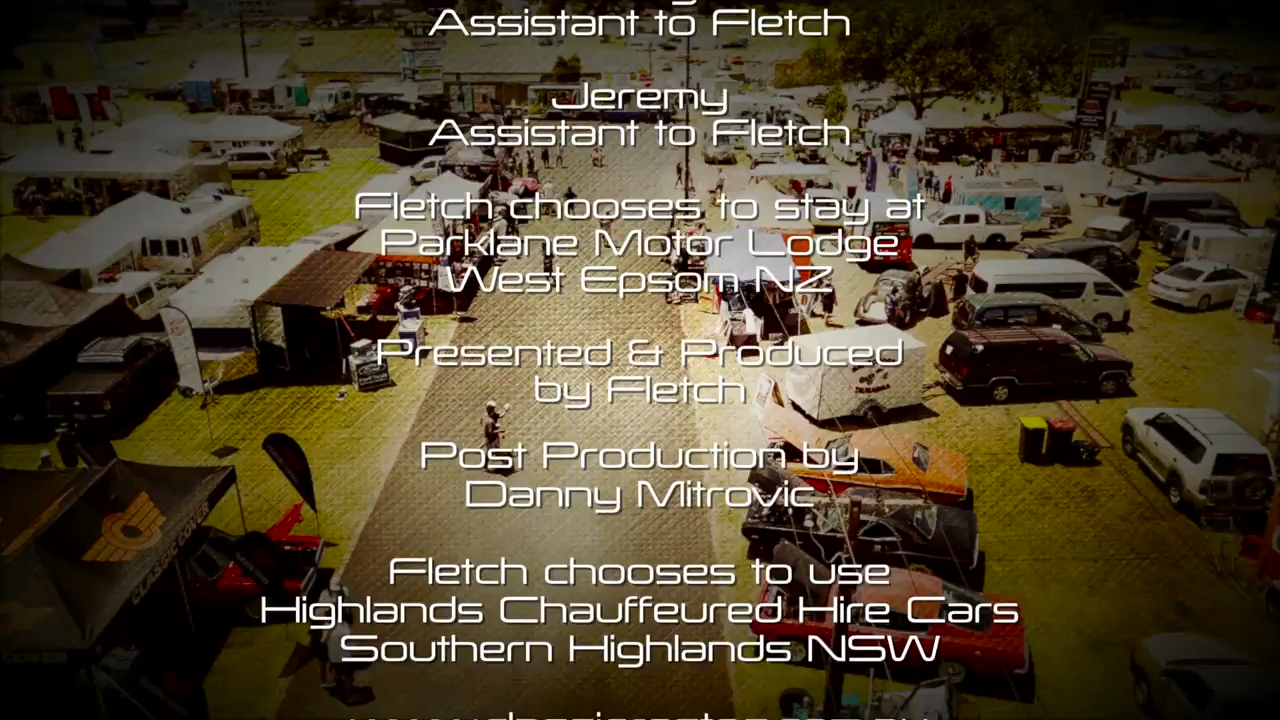 Assistant to Fletch
Jeremy
Assistant to Fletch
Fletch chooses to stay at
Parklane Motor Lodge
West Epsom NZ
Presented & Produced
by Fletch
Post Production by
Danny Mitrovic
Fletch chooses to use
Highlands Chauffeured Hire Cars
Southern Highlands NSW
CLASSIC COVER